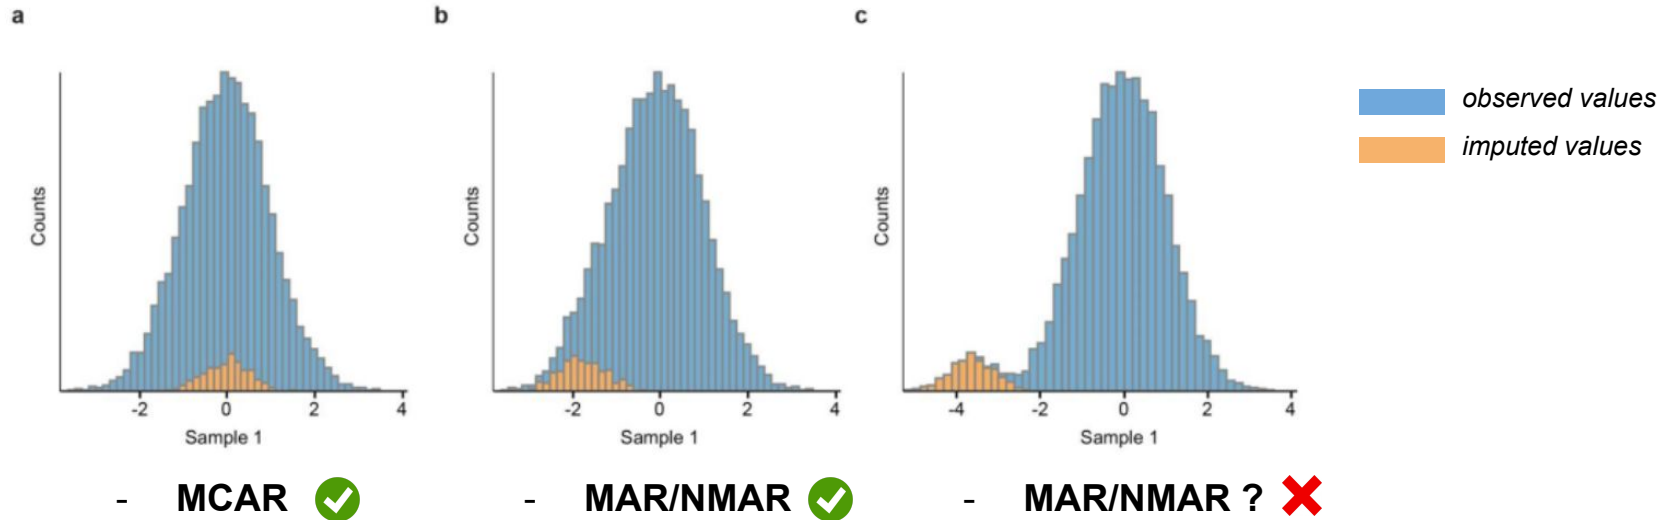 a
b
c
Counts
-2
0
2
4
Sample 1
Counts
-2
0
2
4
Sample 1
Counts
-4
-2
0
2
4
Sample 1
observed values
imputed values
- MCAR
- MAR/NMAR
- MAR/NMAR ?